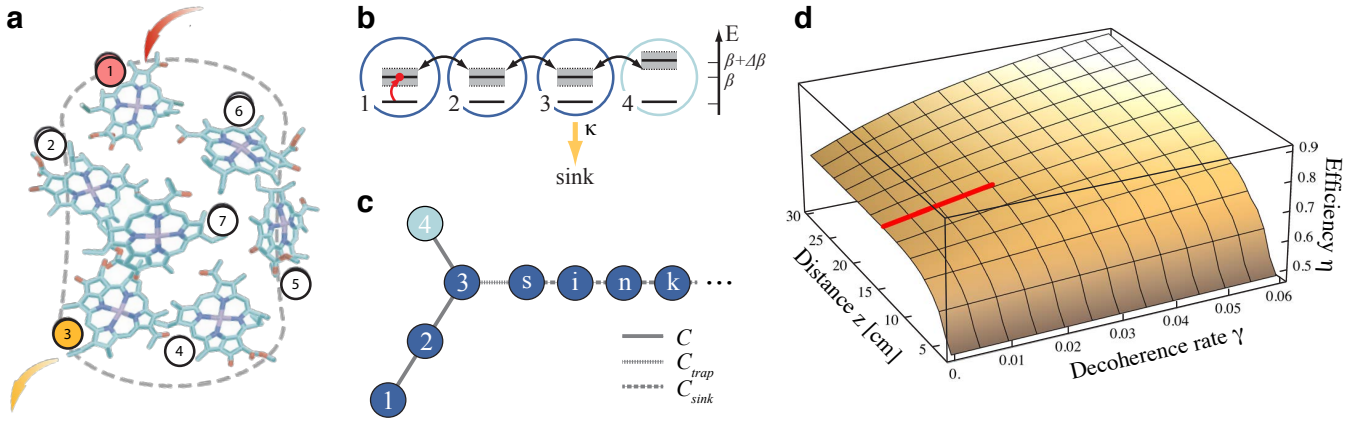 a
1
6
2
7
5
3
4
b
E
β+Δβ
β
1
2
3
4
κ
sink
c
4
3
s
i
n
k
...
2
1
C
C_trap
C_sink
d
0.9
0.8
0.7
0.6
0.5
Efficiency η
30
25
20
15
10
5
Distance z [cm]
0.
0.01
0.02
0.03
0.04
0.05
0.06
Decoherence rate γ